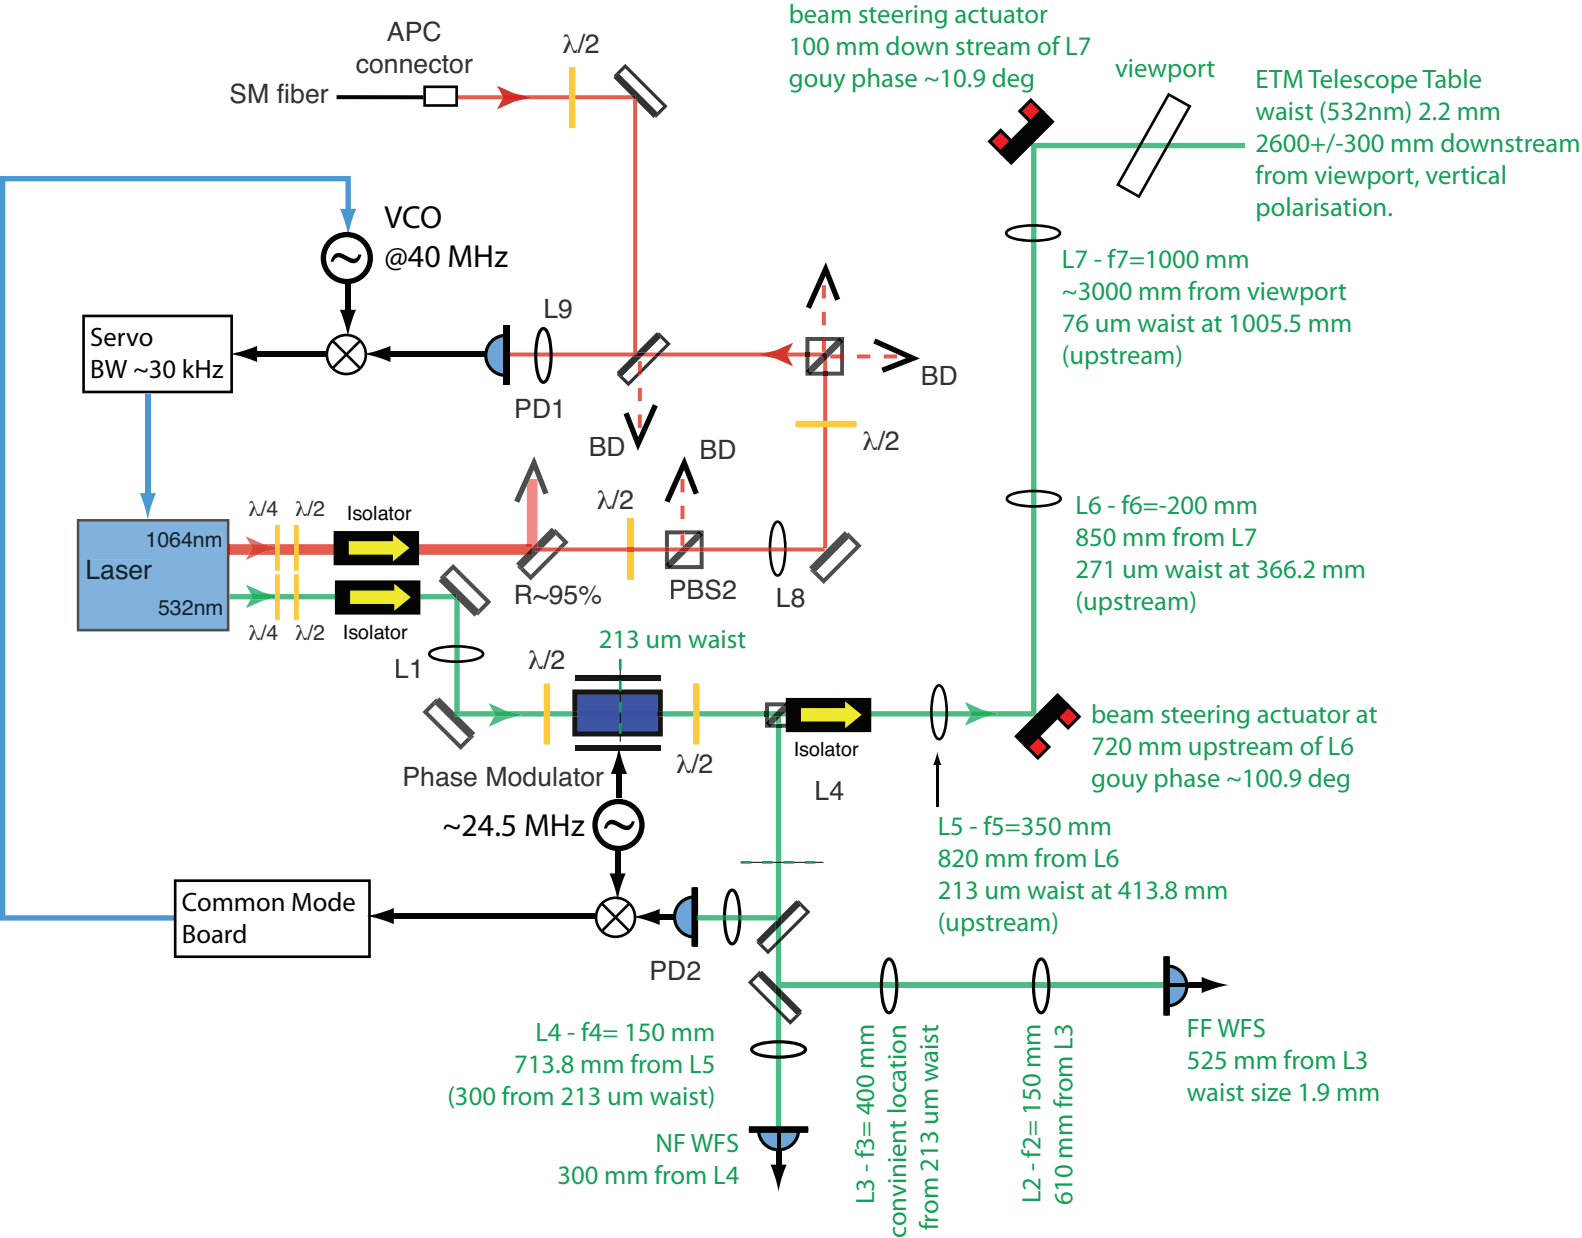 beam steering actuator
100 mm down stream of L7
gouy phase ~10.9 deg
APC
connector
λ/2
SM fiber
viewport
ETM Telescope Table
waist (532nm) 2.2 mm
2600+/-300 mm downstream
from viewport, vertical
polarisation.
VCO
@40 MHz
L7 - f7=1000 mm
~3000 mm from viewport
76 um waist at 1005.5 mm
(upstream)
L9
Servo
BW ~30 kHz
PD1
BD
BD
BD
λ/2
λ/2
L6 - f6=-200 mm
850 mm from L7
271 um waist at 366.2 mm
(upstream)
λ/4
λ/2
Isolator
1064nm
Laser
532nm
R~95%
PBS2
L8
λ/4
λ/2
Isolator
213 um waist
L1
λ/2
λ/2
Phase Modulator
Isolator
L4
beam steering actuator at
720 mm upstream of L6
gouy phase ~100.9 deg
~24.5 MHz
L5 - f5=350 mm
820 mm from L6
213 um waist at 413.8 mm
(upstream)
Common Mode
Board
PD2
L4 - f4= 150 mm
713.8 mm from L5
(300 from 213 um waist)
NF WFS
300 mm from L4
L3 - f3= 400 mm
convinient location
from 213 um waist
L2 - f2= 150 mm
610 mm from L3
FF WFS
525 mm from L3
waist size 1.9 mm